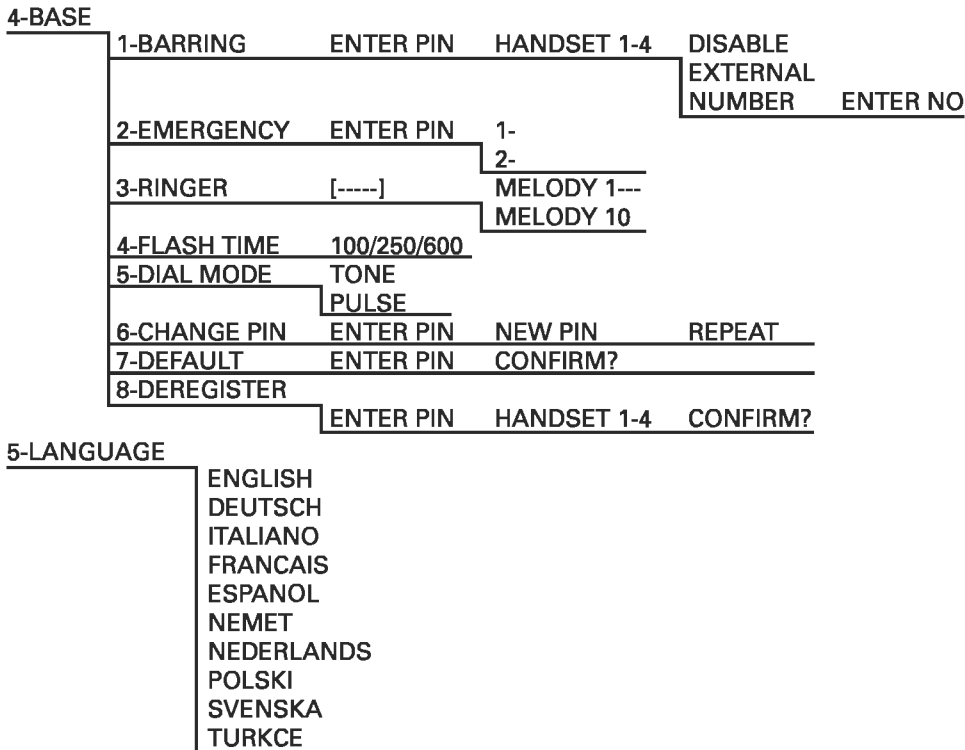 4-BASE
1-BARRING ENTER PIN HANDSET 1-4 DISABLE
EXTERNAL
NUMBER ENTER NO
2-EMERGENCY ENTER PIN 1-
2-
3-RINGER [-----] MELODY 1---
MELODY 10
4-FLASH TIME 100/250/600
5-DIAL MODE TONE
PULSE
6-CHANGE PIN ENTER PIN NEW PIN REPEAT
7-DEFAULT ENTER PIN CONFIRM?
8-DEREGISTER
ENTER PIN HANDSET 1-4 CONFIRM?
5-LANGUAGE
ENGLISH
DEUTSCH
ITALIANO
FRANCAIS
ESPANOL
NEMET
NEDERLANDS
POLSKI
SVENSKA
TURKCE